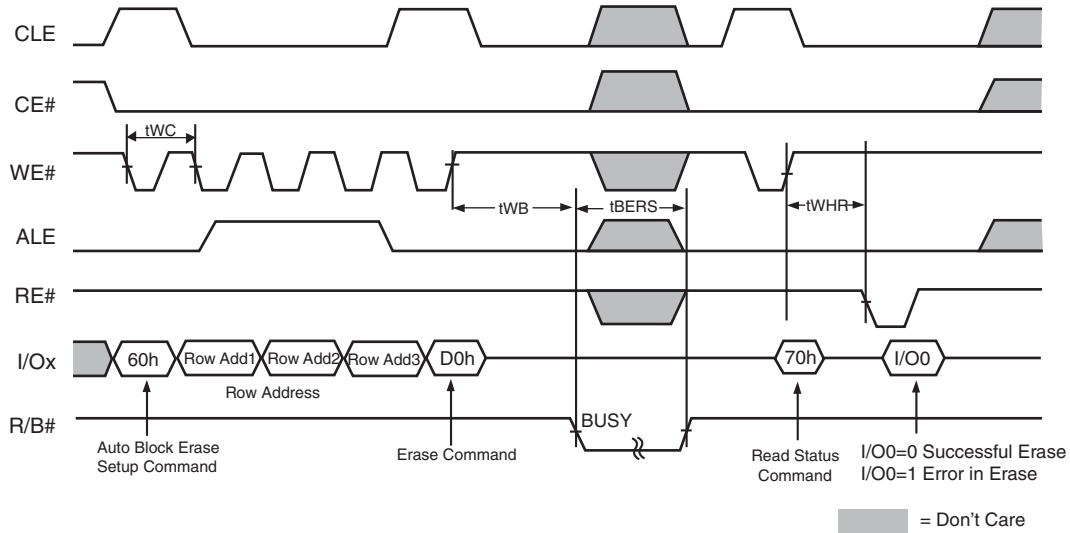 CLE
CE#
tWC
WE#
tWB
tBERS
tWHR
ALE
RE#
I/Ox
60h
Row Add1
Row Add2
Row Add3
D0h
70h
I/O0
Row Address
R/B#
BUSY
Auto Block Erase
Setup Command
Erase Command
Read Status
Command
I/O0=0 Successful Erase
I/O0=1 Error in Erase
= Don't Care